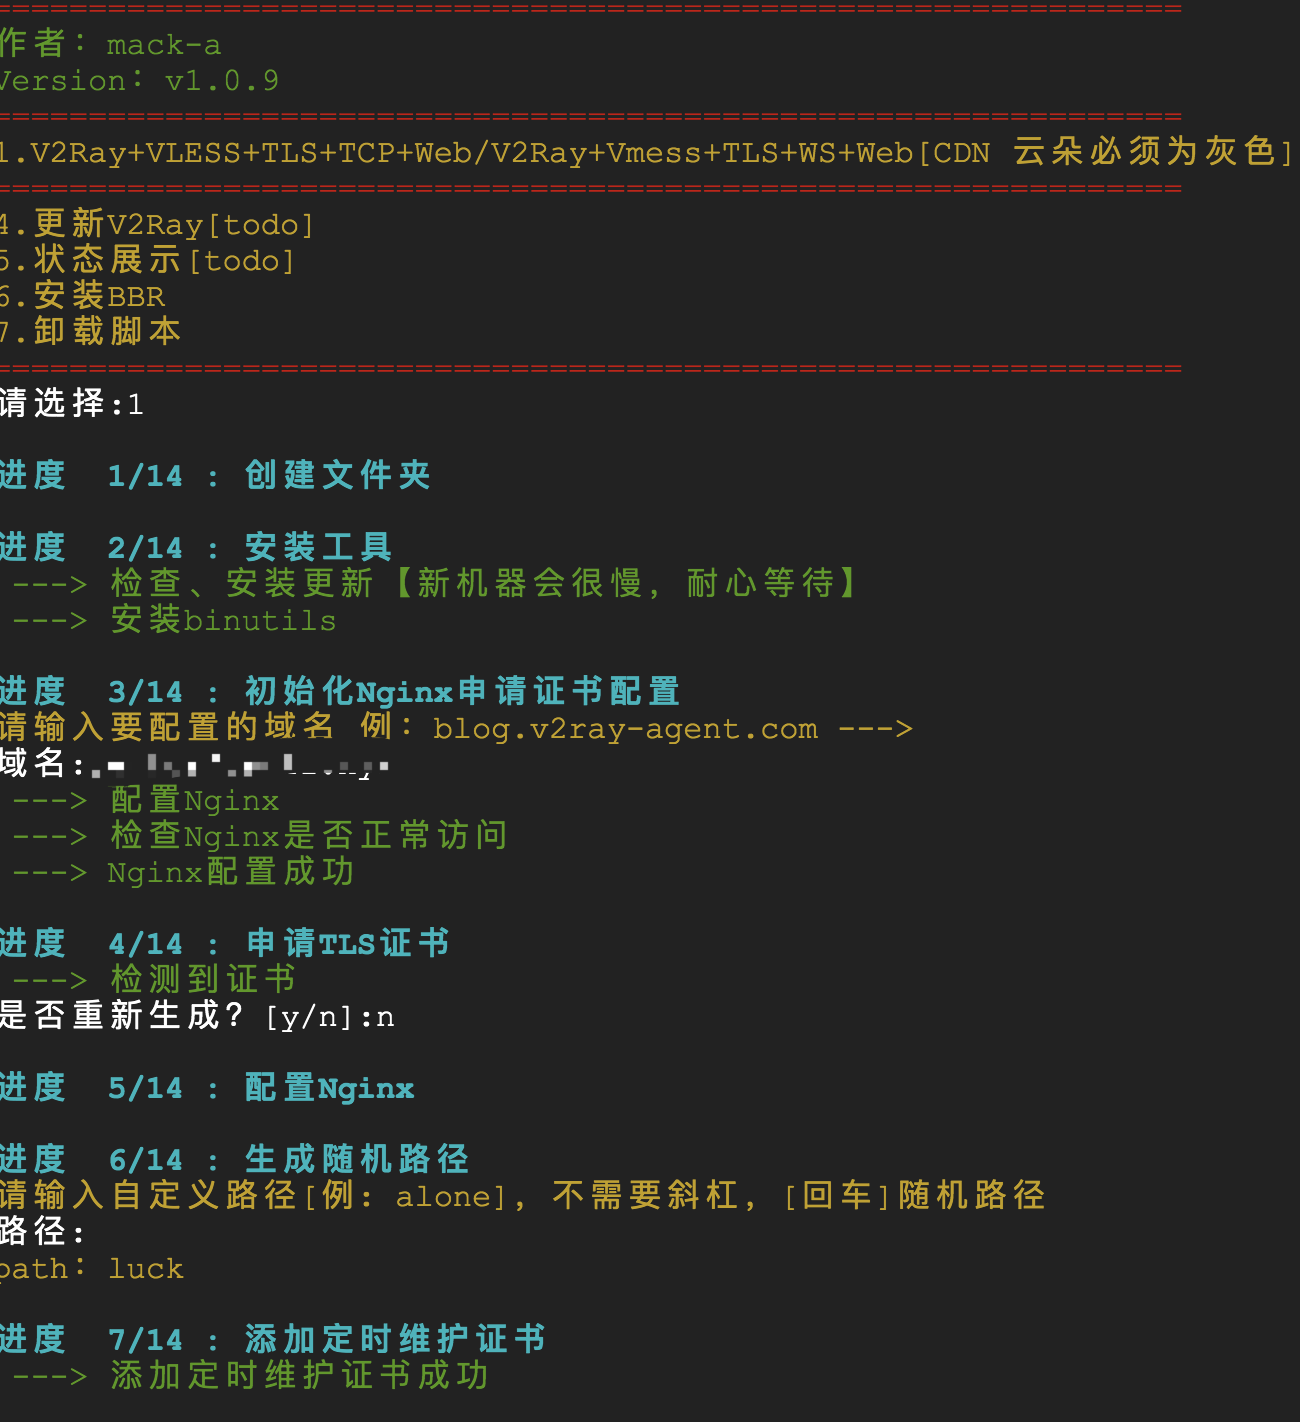 ============================================================
作者：mack-a
Version：v1.0.9
============================================================
1.V2Ray+VLESS+TLS+TCP+Web/V2Ray+Vmess+TLS+WS+Web[CDN 云朵必须为灰色]
============================================================
4.更新V2Ray[todo]
5.状态展示[todo]
6.安装BBR
7.卸载脚本
============================================================
请选择:1
进度 1/14 : 创建文件夹
进度 2/14 : 安装工具
---> 检查、安装更新【新机器会很慢，耐心等待】
---> 安装binutils
进度 3/14 : 初始化Nginx申请证书配置
请输入要配置的域名 例：blog.v2ray-agent.com --->
域名:
---> 配置Nginx
---> 检查Nginx是否正常访问
---> Nginx配置成功
进度 4/14 : 申请TLS证书
---> 检测到证书
是否重新生成？[y/n]:n
进度 5/14 : 配置Nginx
进度 6/14 : 生成随机路径
请输入自定义路径[例：alone]，不需要斜杠，[回车]随机路径
路径:
path：luck
进度 7/14 : 添加定时维护证书
---> 添加定时维护证书成功